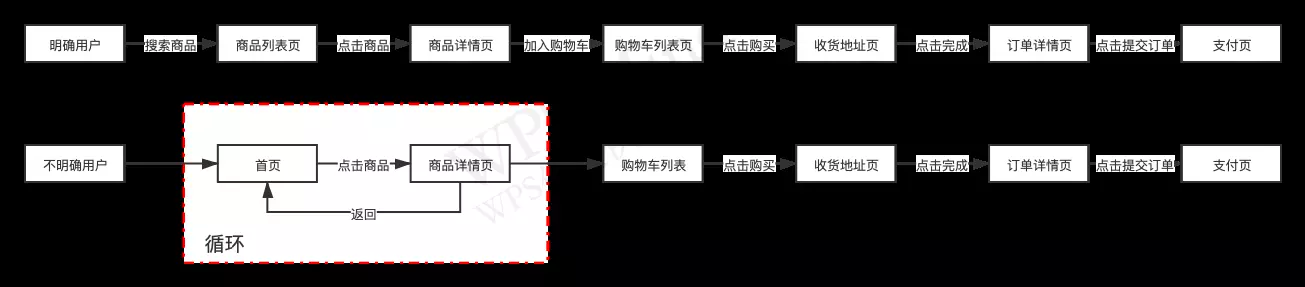 明确用户 搜索商品 商品列表页 点击商品 商品详情页 加入购物车 购物车列表页 点击购买 收货地址页 点击完成 订单详情页 点击提交订单 支付页
不明确用户 首页 点击商品 商品详情页 购物车列表 点击购买 收货地址页 点击完成 订单详情页 点击提交订单 支付页
返回
循环